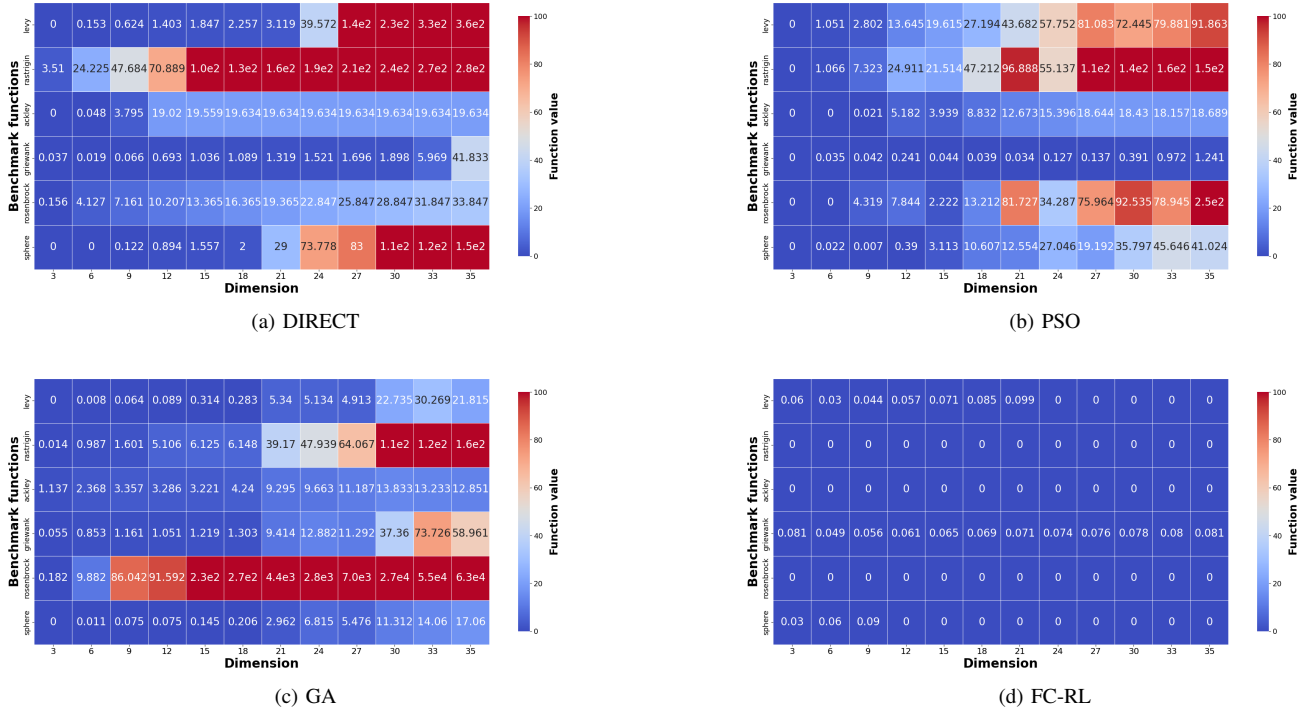 levy 0 0.153 0.624 1.403 1.847 2.257 3.119 39.572 1.4e2 2.3e2 3.3e2 3.6e2
rastrigin 3.51 24.225 47.684 70.889 1.0e2 1.3e2 1.6e2 1.9e2 2.1e2 2.4e2 2.7e2 2.8e2
ackley 0 0.048 3.795 19.02 19.559 19.634 19.634 19.634 19.634 19.634 19.634 19.634
griewank 0.037 0.019 0.066 0.693 1.036 1.089 1.319 1.521 1.696 1.898 5.969 41.833
rosenbrock 0.156 4.127 7.161 10.207 13.365 16.365 19.365 22.847 25.847 28.847 31.847 33.847
sphere 0 0 0.122 0.894 1.557 2 29 73.778 83 1.1e2 1.2e2 1.5e2
3 6 9 12 15 18 21 24 27 30 33 35
Dimension
Benchmark functions
100
80
60
40
20
0
Function value
(a) DIRECT
levy 0 1.051 2.802 13.645 19.615 27.194 43.682 57.752 81.083 72.445 79.881 91.863
rastrigin 0 1.066 7.323 24.911 21.514 47.212 96.888 55.137 1.1e2 1.4e2 1.6e2 1.5e2
ackley 0 0 0.021 5.182 3.939 8.832 12.673 15.396 18.644 18.43 18.157 18.689
griewank 0 0.035 0.042 0.241 0.044 0.039 0.034 0.127 0.137 0.391 0.972 1.241
rosenbrock 0 0 4.319 7.844 2.222 13.212 81.727 34.287 75.964 92.535 78.945 2.5e2
sphere 0 0.022 0.007 0.39 3.113 10.607 12.554 27.046 19.192 35.797 45.646 41.024
3 6 9 12 15 18 21 24 27 30 33 35
Dimension
Benchmark functions
100
80
60
40
20
0
Function value
(b) PSO
levy 0 0.008 0.064 0.089 0.314 0.283 5.34 5.134 4.913 22.735 30.269 21.815
rastrigin 0.014 0.987 1.601 5.106 6.125 6.148 39.17 47.939 64.067 1.1e2 1.2e2 1.6e2
ackley 1.137 2.368 3.357 3.286 3.221 4.24 9.295 9.663 11.187 13.833 13.233 12.851
griewank 0.055 0.853 1.161 1.051 1.219 1.303 9.414 12.882 11.292 37.36 73.726 58.961
rosenbrock 0.182 9.882 86.042 91.592 2.3e2 2.7e2 4.4e3 2.8e3 7.0e3 2.7e4 5.5e4 6.3e4
sphere 0 0.011 0.075 0.075 0.145 0.206 2.962 6.815 5.476 11.312 14.06 17.06
3 6 9 12 15 18 21 24 27 30 33 35
Dimension
Benchmark functions
100
80
60
40
20
0
Function value
(c) GA
levy 0.06 0.03 0.044 0.057 0.071 0.085 0.099 0 0 0 0 0
rastrigin 0 0 0 0 0 0 0 0 0 0 0 0
ackley 0 0 0 0 0 0 0 0 0 0 0 0
griewank 0.081 0.049 0.056 0.061 0.065 0.069 0.071 0.074 0.076 0.078 0.08 0.081
rosenbrock 0 0 0 0 0 0 0 0 0 0 0 0
sphere 0.03 0.06 0.09 0 0 0 0 0 0 0 0 0
3 6 9 12 15 18 21 24 27 30 33 35
Dimension
Benchmark functions
100
80
60
40
20
0
Function value
(d) FC-RL